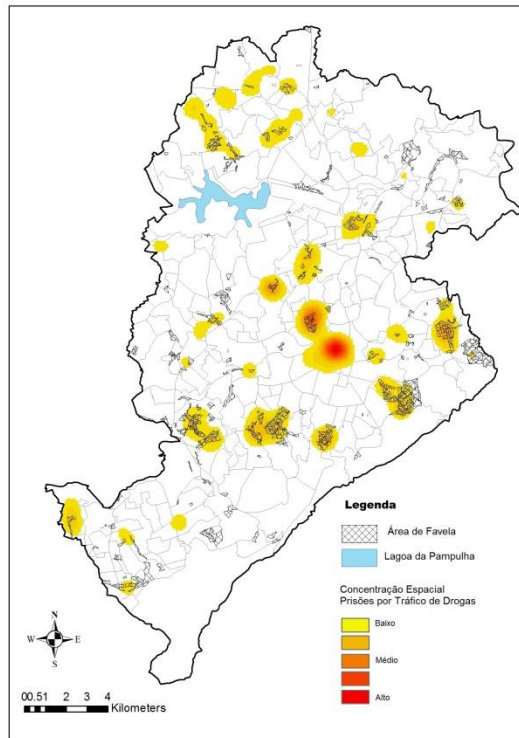 Legenda
Área de Favela
Lagoa da Pampulha
Concentração Espacial
Prisões por Tráfico de Drogas
Baixo
Médio
Alto
N
W E
S
00.51 2 3 4
Kilometers